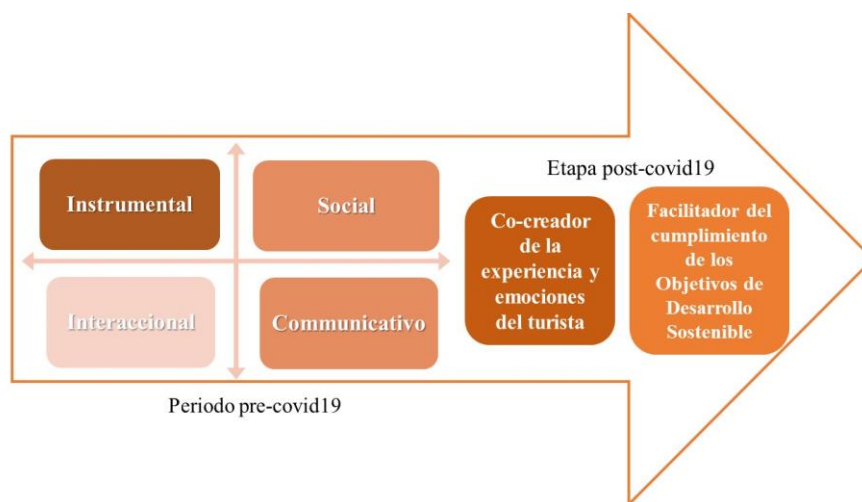 Instrumental
Social
Interaccional
Communicativo
Periodo pre-covid19
Etapa post-covid19
Co-creador
de la
experiencia y
emociones
del turista
Facilitador del
cumplimiento
de los
Objetivos de
Desarrollo
Sostenible